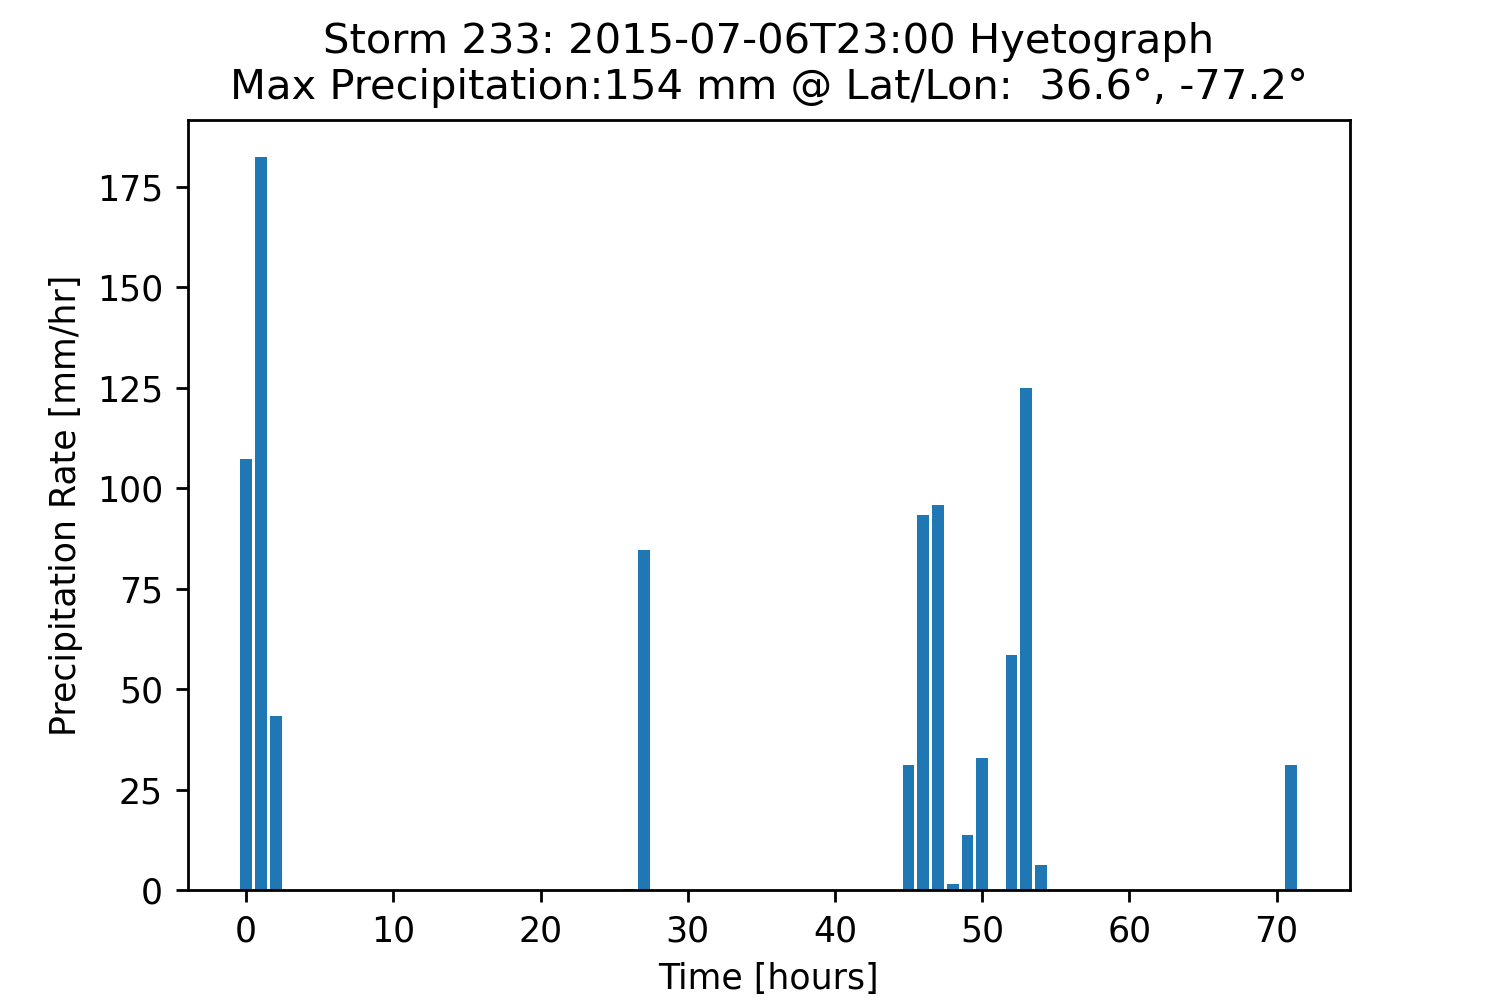 Storm 233: 2015-07-06T23:00 Hyetograph
Max Precipitation:154 mm @ Lat/Lon:  36.6°, -77.2°
Precipitation Rate [mm/hr]
175
150
125
100
75
50
25
0
0 10 20 30 40 50 60 70
Time [hours]